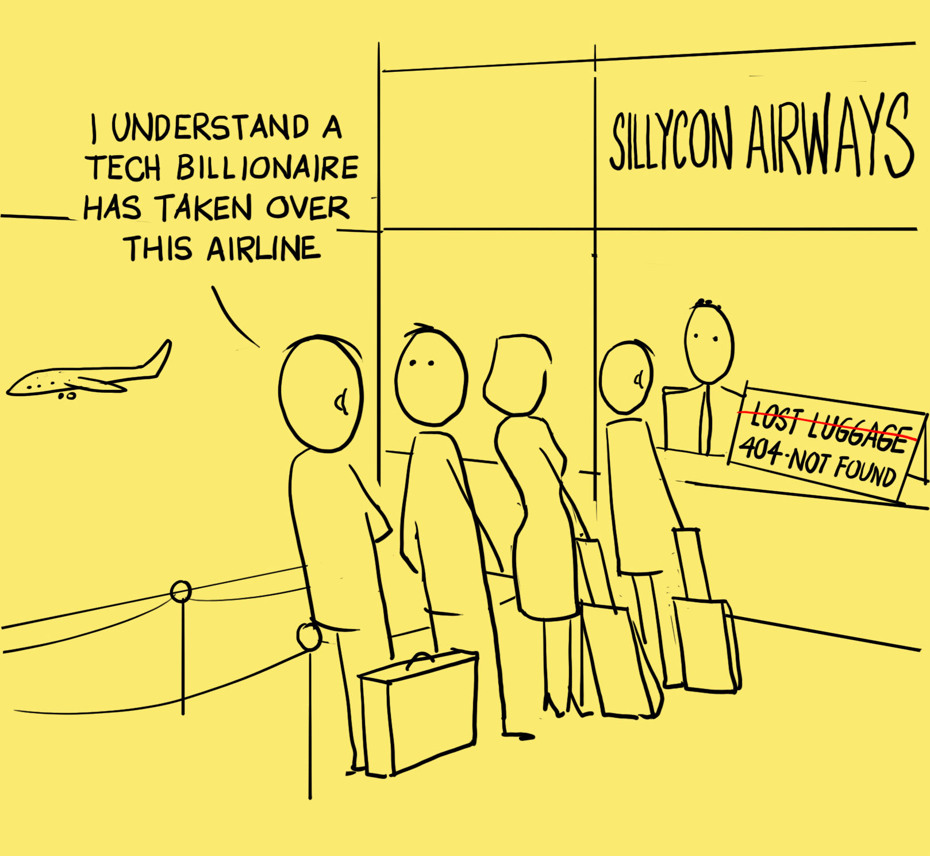 I UNDERSTAND A
TECH BILLIONAIRE
HAS TAKEN OVER
THIS AIRLINE
SILLYCON AIRWAYS
LOST LUGGAGE
404-NOT FOUND